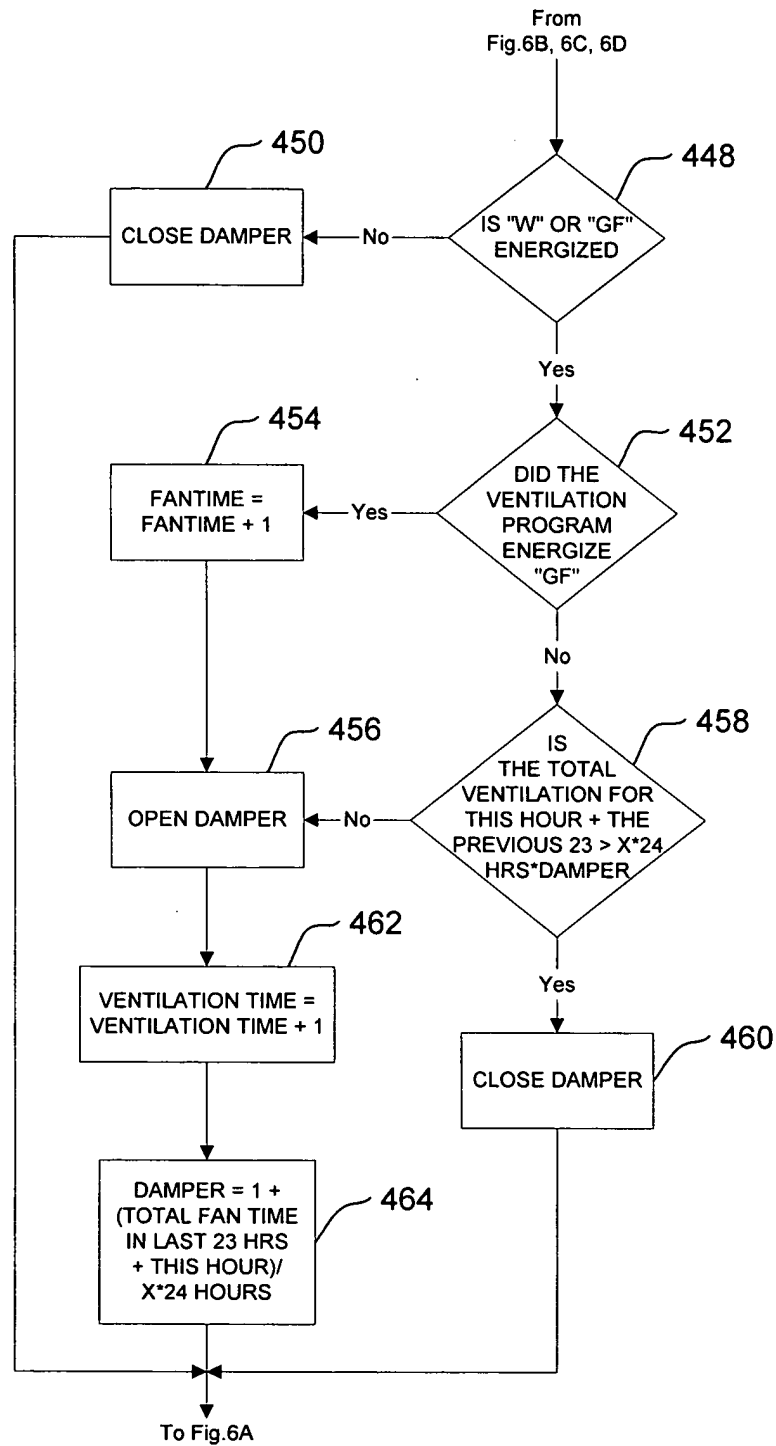 From
Fig.6B, 6C, 6D
448
IS "W" OR "GF"
ENERGIZED
No
450
CLOSE DAMPER
Yes
452
DID THE
VENTILATION
PROGRAM
ENERGIZE
"GF"
Yes
454
FANTIME =
FANTIME + 1
No
458
IS
THE TOTAL
VENTILATION FOR
THIS HOUR + THE
PREVIOUS 23 > X*24
HRS*DAMPER
No
456
OPEN DAMPER
Yes
460
CLOSE DAMPER
462
VENTILATION TIME =
VENTILATION TIME + 1
464
DAMPER = 1 +
(TOTAL FAN TIME
IN LAST 23 HRS
+ THIS HOUR)/
X*24 HOURS
To Fig.6A